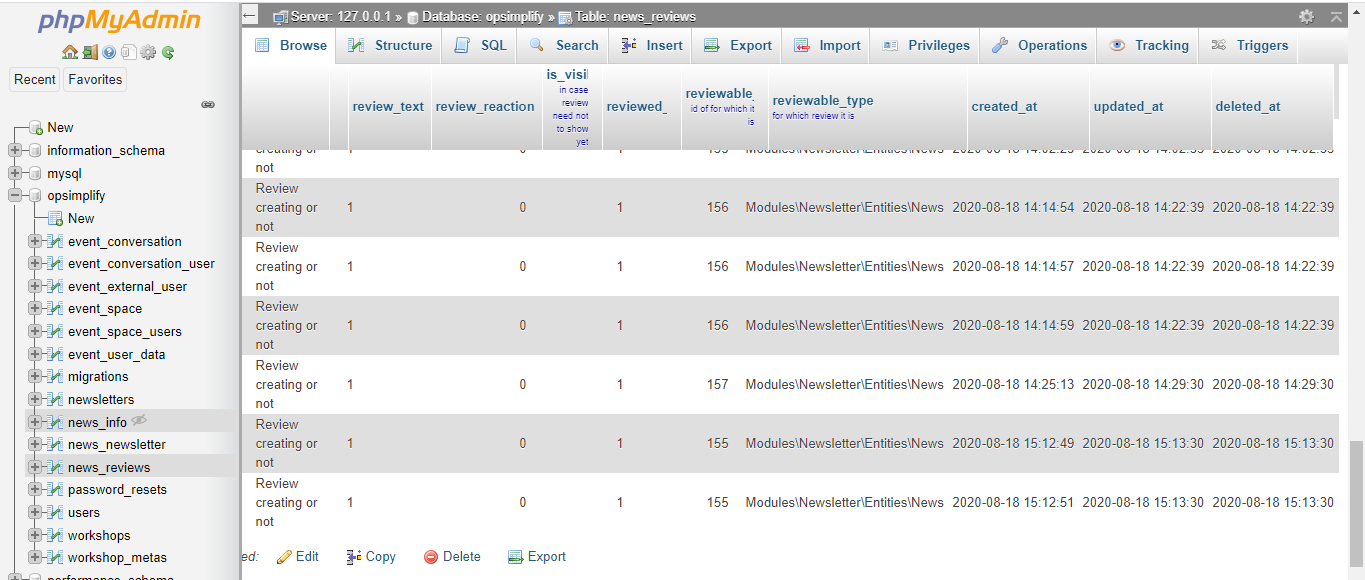 phpMyAdmin
Recent Favorites
New
information_schema
mysql
opsimplify
New
event_conversation
event_conversation_user
event_external_user
event_space
event_space_users
event_user_data
migrations
newsletters
news_info
news_newsletter
news_reviews
password_resets
users
workshops
workshop_metas
performance_schema
Server: 127.0.0.1 » Database: opsimplify » Table: news_reviews
Browse Structure SQL Search Insert Export Import Privileges Operations Tracking Triggers
review_text review_reaction is_visi reviewed_ reviewable_ reviewable_type created_at updated_at deleted_at
in case
review
need not
to show
yet
id of for which it
is
for which review it is
creating or 1 0 1 155 Modules\Newsletter\Entities\News
not
Review
creating or 1 0 1 156 Modules\Newsletter\Entities\News 2020-08-18 14:14:54 2020-08-18 14:22:39 2020-08-18 14:22:39
not
Review
creating or 1 0 1 156 Modules\Newsletter\Entities\News 2020-08-18 14:14:57 2020-08-18 14:22:39 2020-08-18 14:22:39
not
Review
creating or 1 0 1 156 Modules\Newsletter\Entities\News 2020-08-18 14:14:59 2020-08-18 14:22:39 2020-08-18 14:22:39
not
Review
creating or 1 0 1 157 Modules\Newsletter\Entities\News 2020-08-18 14:25:13 2020-08-18 14:29:30 2020-08-18 14:29:30
not
Review
creating or 1 0 1 155 Modules\Newsletter\Entities\News 2020-08-18 15:12:49 2020-08-18 15:13:30 2020-08-18 15:13:30
not
Review
creating or 1 0 1 155 Modules\Newsletter\Entities\News 2020-08-18 15:12:51 2020-08-18 15:13:30 2020-08-18 15:13:30
not
ed: Edit Copy Delete Export